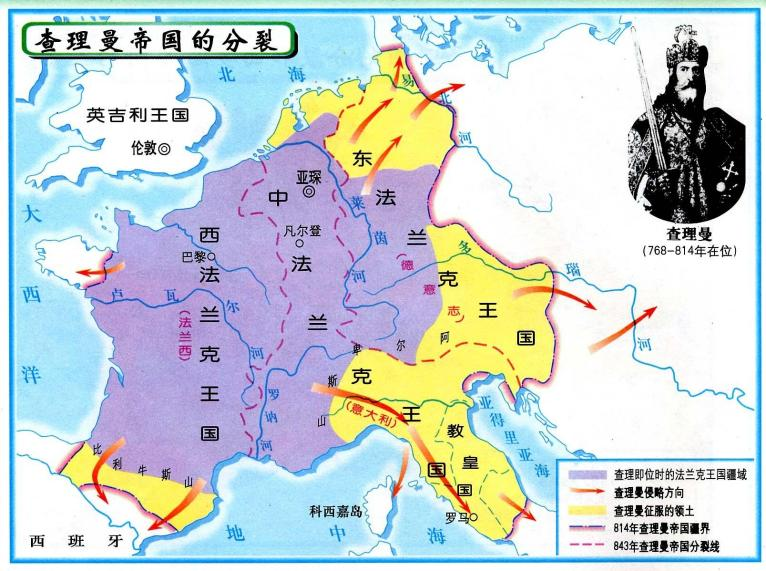 查理曼帝国的分裂
北海
英吉利王国
伦敦
易北河
东法兰克王国
(德意志)
亚琛
中法兰克王国
(意大利)
莱茵河
凡尔登
西法兰克王国
(法兰西)
巴黎
大西洋
卢瓦尔河
多瑙河
阿尔卑斯山
罗讷河
亚得里亚海
教皇国
罗马
比利牛斯山
科西嘉岛
西班牙
地中海
查理曼
(768-814年在位)
查理即位时的法兰克王国疆域
查理曼侵略方向
查理曼征服的领土
814年查理曼帝国疆界
843年查理曼帝国分裂线